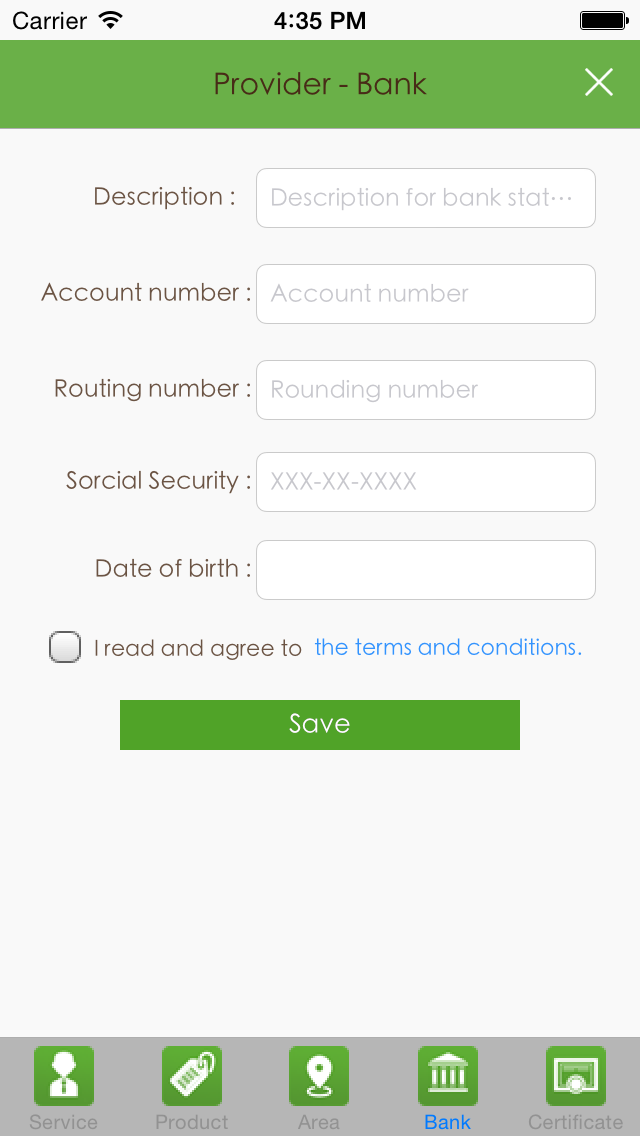 Carrier 4:35 PM
Provider - Bank
Description : Description for bank stat···
Account number : Account number
Routing number : Rounding number
Sorcial Security : XXX-XX-XXXX
Date of birth :
I read and agree to the terms and conditions.
Save
Service Product Area Bank Certificate